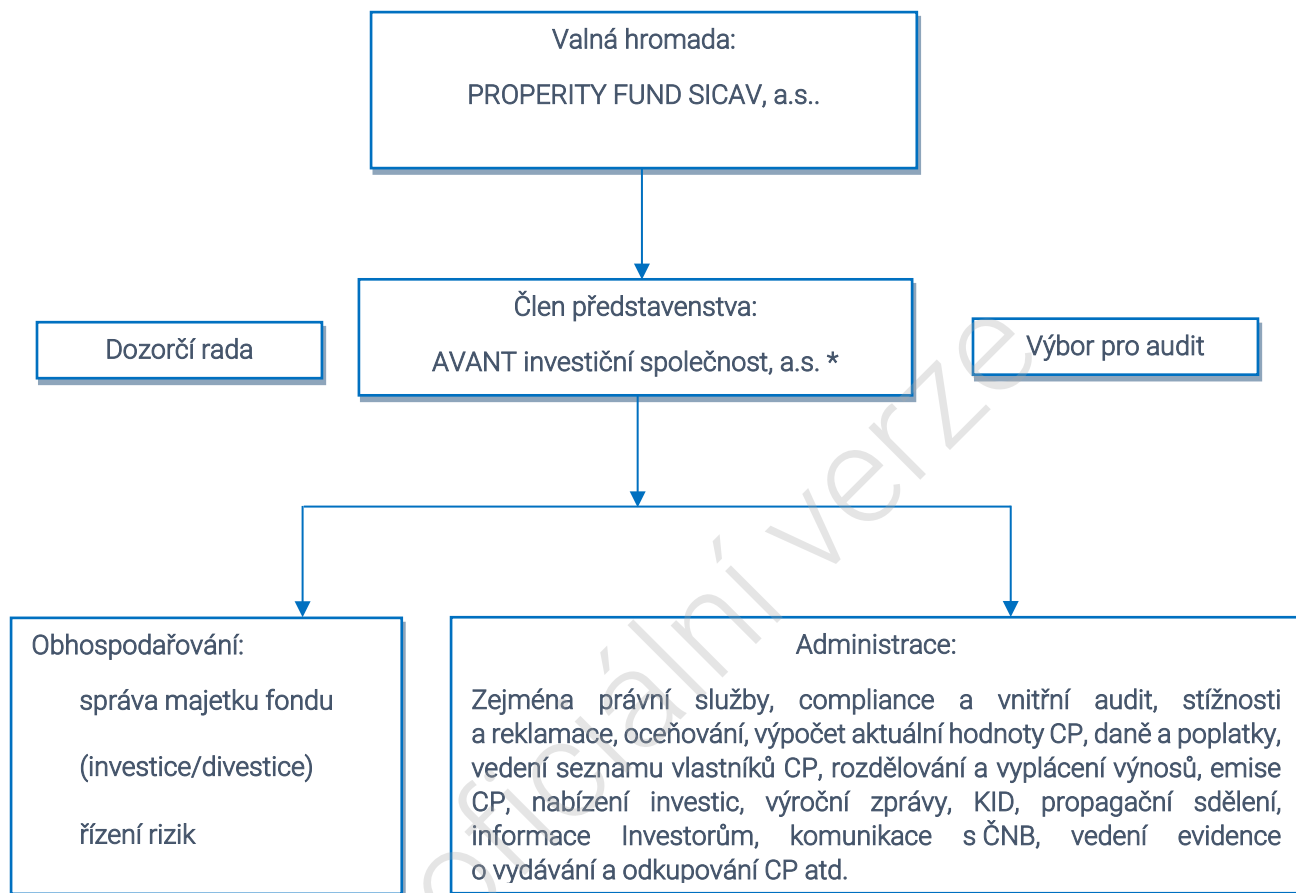 Valná hromada:
PROPERITY FUND SICAV, a.s..
Člen představenstva:
AVANT investiční společnost, a.s. *
Dozorčí rada
Výbor pro audit
Obhospodařování:
správa majetku fondu
(investice/divestice)
řízení rizik
Administrace:
Zejména právní služby, compliance a vnitřní audit, stížnosti
a reklamace, oceňování, výpočet aktuální hodnoty CP, daně a poplatky,
vedení seznamu vlastníků CP, rozdělování a vyplácení výnosů, emise
CP, nabízení investic, výroční zprávy, KID, propagační sdělení,
informace Investorům, komunikace s ČNB, vedení evidence
o vydávání a odkupování CP atd.
oficiální verze